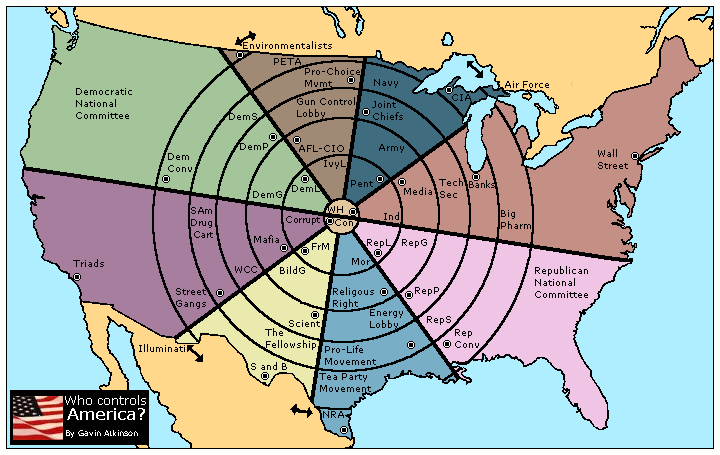 Environmentalists
PETA
Pro-Choice
Mvmt
Navy
Air Force
CIA
Democratic
National
Committee
Gun Control
Lobby
Joint
Chiefs
DemS
DemP
AFL-CIO
Army
IvyL
Wall
Street
Dem
Conv
DemG
DemL
Pent
Media
Tech
Sec
Banks
WH
Con
Ind
Big
Pharm
SAm
Drug
Cart
Corrupt
Mafia
FrM
RepL
RepG
Triads
WCC
BildG
Mor
Republican
National
Committee
Street
Gangs
Religous
Right
RepP
Scient
Energy
Lobby
RepS
The
Fellowship
Rep
Conv
Illuminati
Pro-Life
Movement
S and B
Tea Party
Movement
NRA
Who controls
America?
By Gavin Atkinson